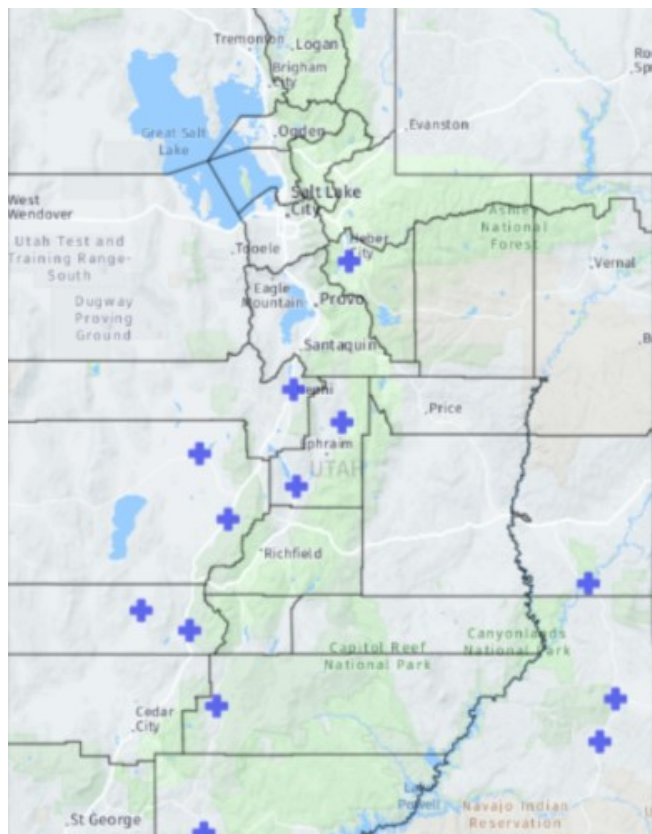 Tremonton
Logan
Brigham
City
Great Salt
Lake
Ogden
Evanston
West
Wendover
Salt Lake
City
National
Forest
Utah Test and
Training Range-
South
Tooele
Heber
City
Vernal
Eagle
Mountain
Dugway
Proving
Ground
Provo
Santaquin
Price
Ephraim
UTAH
Richfield
Capitol Reef
National Park
Canyonlands
National Park
Cedar
City
Lake
Powell
St George
Navajo Indian
Reservation